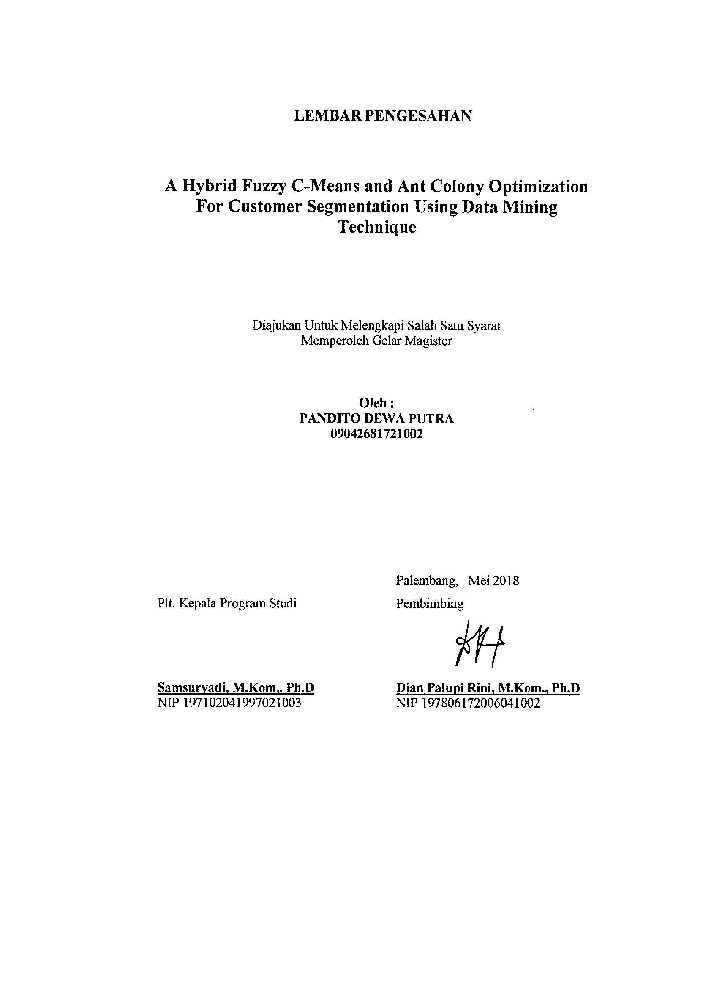 LEMBAR PENGESAHAN
A Hybrid Fuzzy C-Means and Ant Colony Optimization
For Customer Segmentation Using Data Mining
Technique
Diajukan Untuk Melengkapi Salah Satu Syarat
Memperoleh Gelar Magister
Oleh :
PANDITO DEWA PUTRA
09042681721002
Palembang, Mei 2018
Plt. Kepala Program Studi
Pembimbing
Samsuryadi, M.Kom,. Ph.D
NIP 197102041997021003
Dian Palupi Rini, M.Kom., Ph.D
NIP 197806172006041002